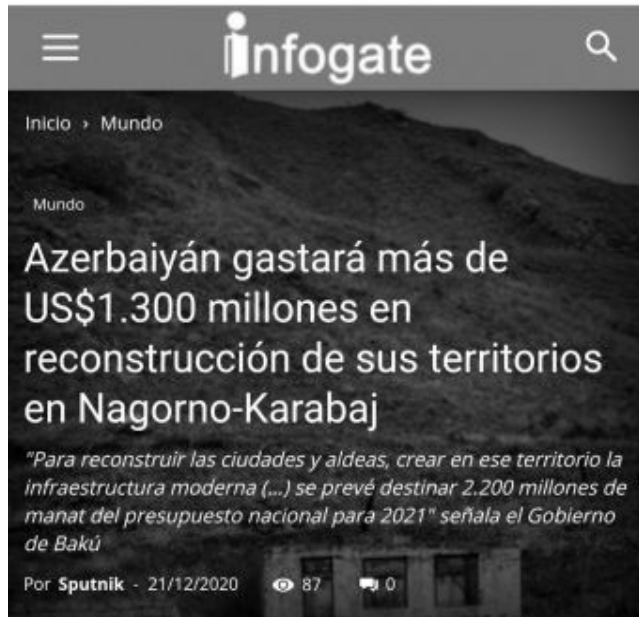 infogate
Inicio › Mundo
Mundo
Azerbaiyán gastará más de
US$1.300 millones en
reconstrucción de sus territorios
en Nagorno-Karabaj
"Para reconstruir las ciudades y aldeas, crear en ese territorio la
infraestructura moderna (...) se prevé destinar 2.200 millones de
manat del presupuesto nacional para 2021" señala el Gobierno
de Bakú
Por Sputnik - 21/12/2020 87 0